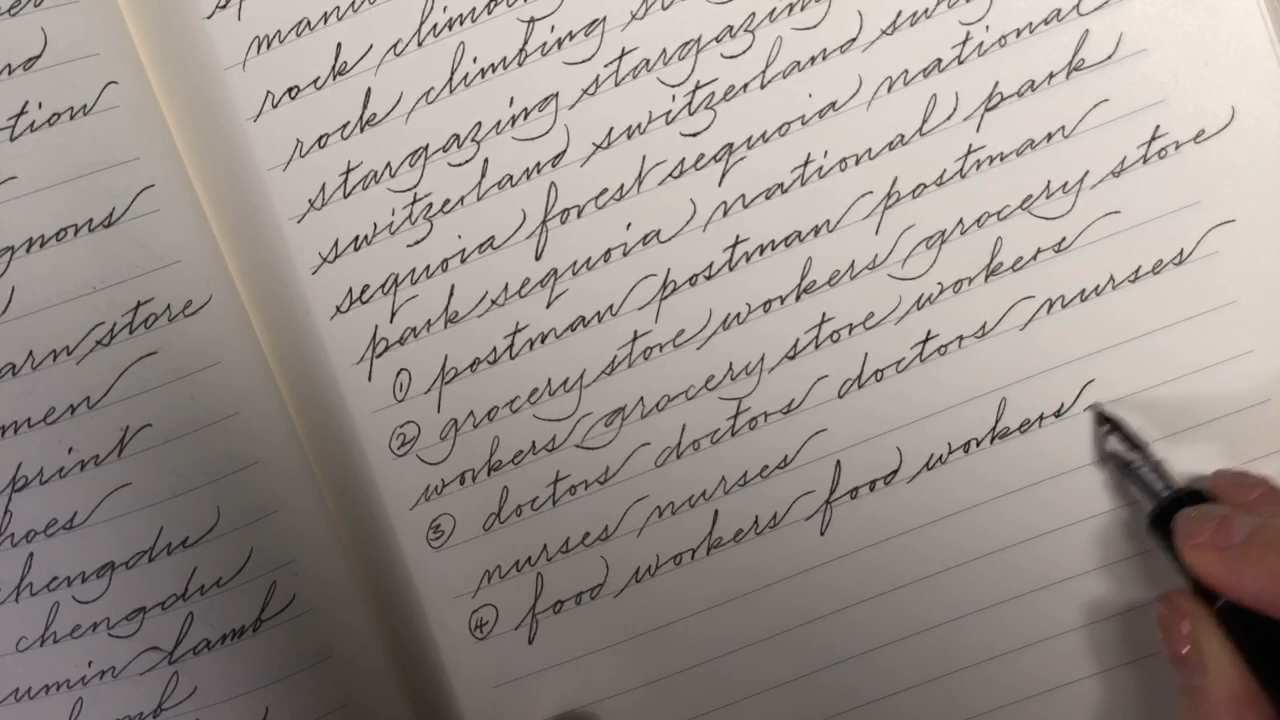 tion
gnons
arn store
men
print
hoes
chengdu
chengdu
umin lamb
lamb
rock climbing
rock climbing
stargazing stargazing
switzerland switzerland
sequoia forest sequoia national
park sequoia national park
① postman postman postman
② grocery store workers grocery store
workers grocery store workers
③ doctors doctors doctors nurses
nurses nurses
④ food workers food workers